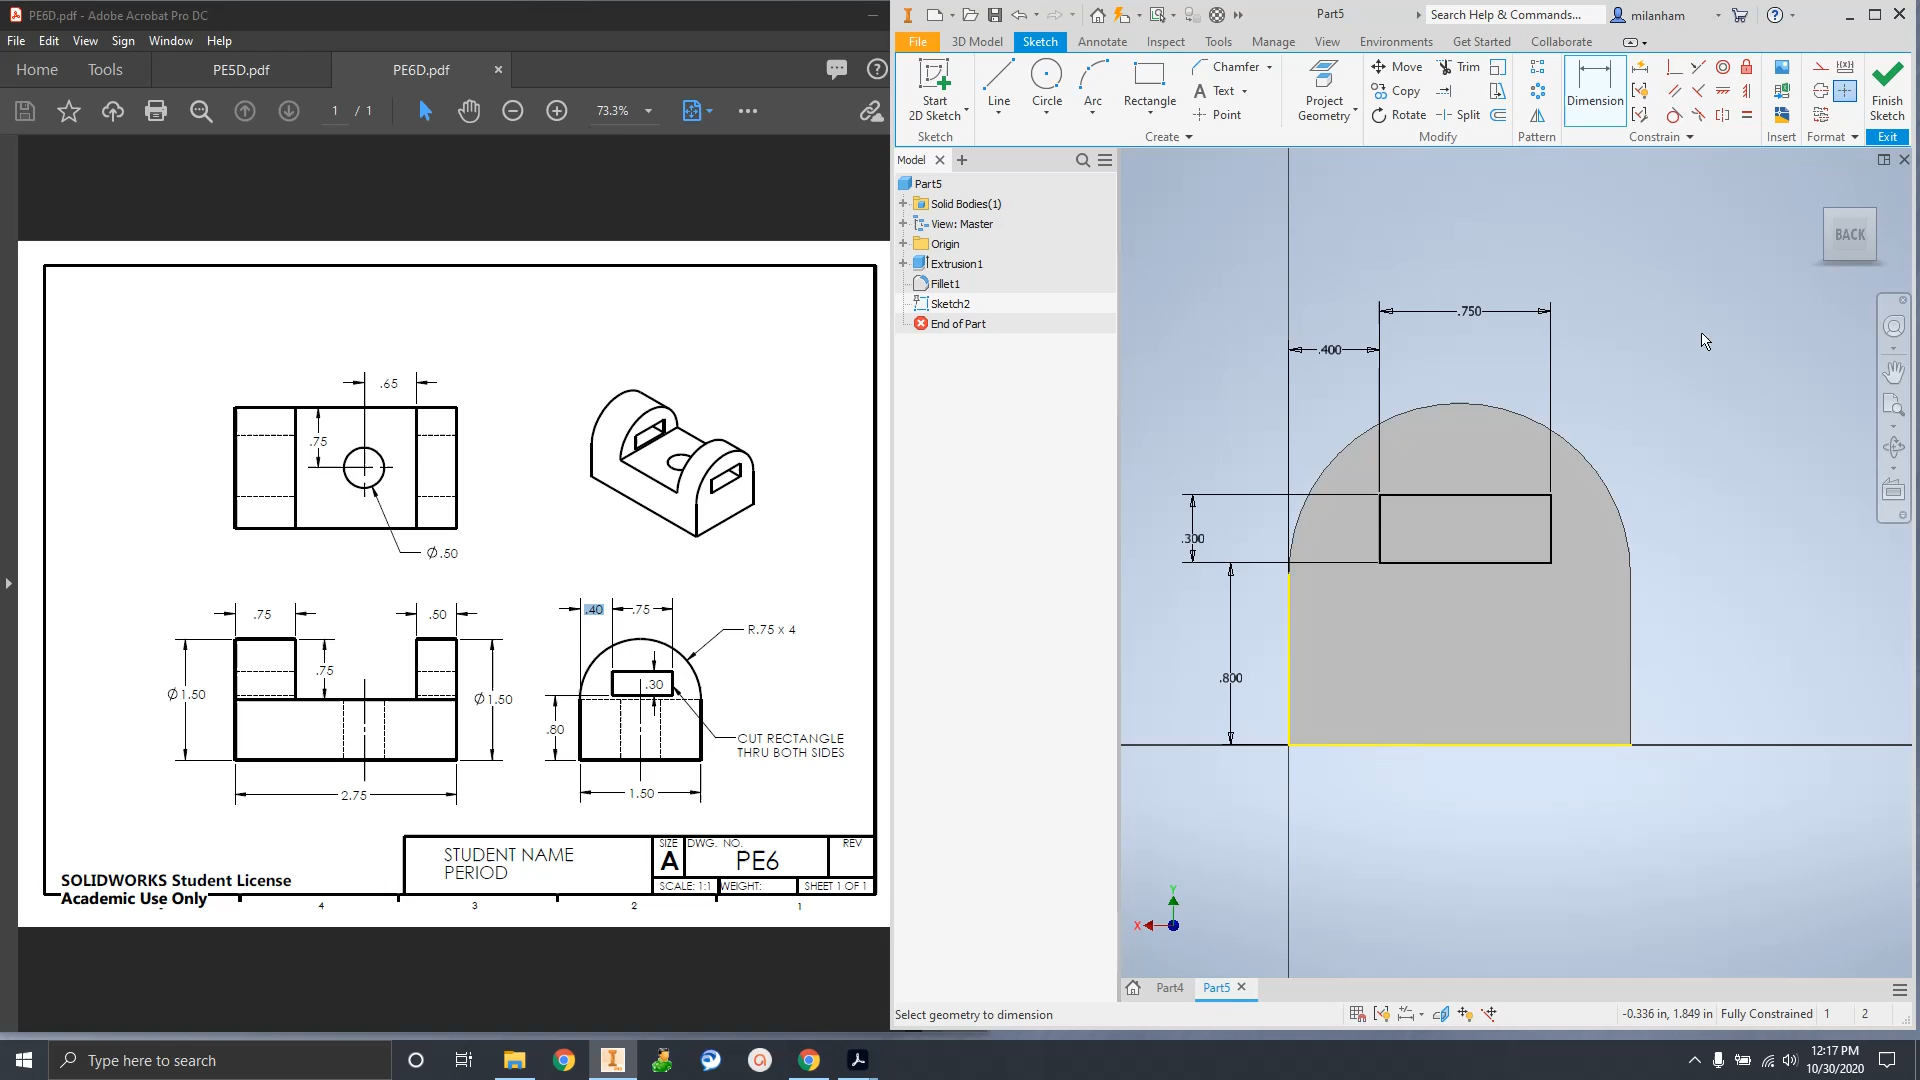 PE6D.pdf - Adobe Acrobat Pro DC
File Edit View Sign Window Help
Home Tools PE5D.pdf PE6D.pdf ×
1 / 1 73.3%
.65
.75
Ø.50
.75 .50
.75
Ø1.50 Ø1.50
2.75
.40 .75
R.75 x 4
.30
.80
CUT RECTANGLE
THRU BOTH SIDES
1.50
STUDENT NAME
PERIOD
SIZE DWG. NO. REV
A PE6
SCALE: 1:1 WEIGHT: SHEET 1 OF 1
SOLIDWORKS Student License
Academic Use Only
4 3 2 1
Part5 Search Help & Commands... milanham
File 3D Model Sketch Annotate Inspect Tools Manage View Environments Get Started Collaborate
Start
2D Sketch
Line Circle Arc Rectangle
Chamfer
Text
Point
Project
Geometry
Move Trim
Copy
Rotate Split
Dimension
Finish
Sketch
Sketch Create Modify Pattern Constrain Insert Format Exit
Model
Part5
Solid Bodies(1)
View: Master
Origin
Extrusion1
Fillet1
Sketch2
End of Part
BACK
.750
.400
.300
.800
Y
X
Part4 Part5
Select geometry to dimension
-0.336 in, 1.849 in Fully Constrained 1 2
Type here to search
12:17 PM
10/30/2020